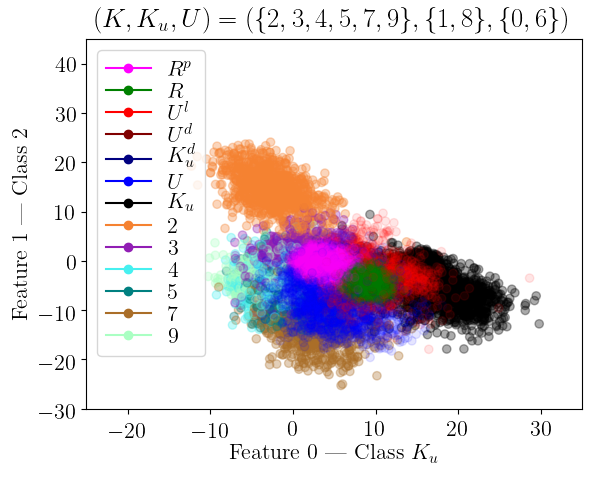 (K, K_u, U) = ({2, 3, 4, 5, 7, 9}, {1, 8}, {0, 6})
Feature 1 — Class 2
40
30
20
10
0
−10
−20
−30
R^p
R
U^l
U^d
K_u^d
U
K_u
2
3
4
5
7
9
−20
−10
0
10
20
30
Feature 0 — Class K_u